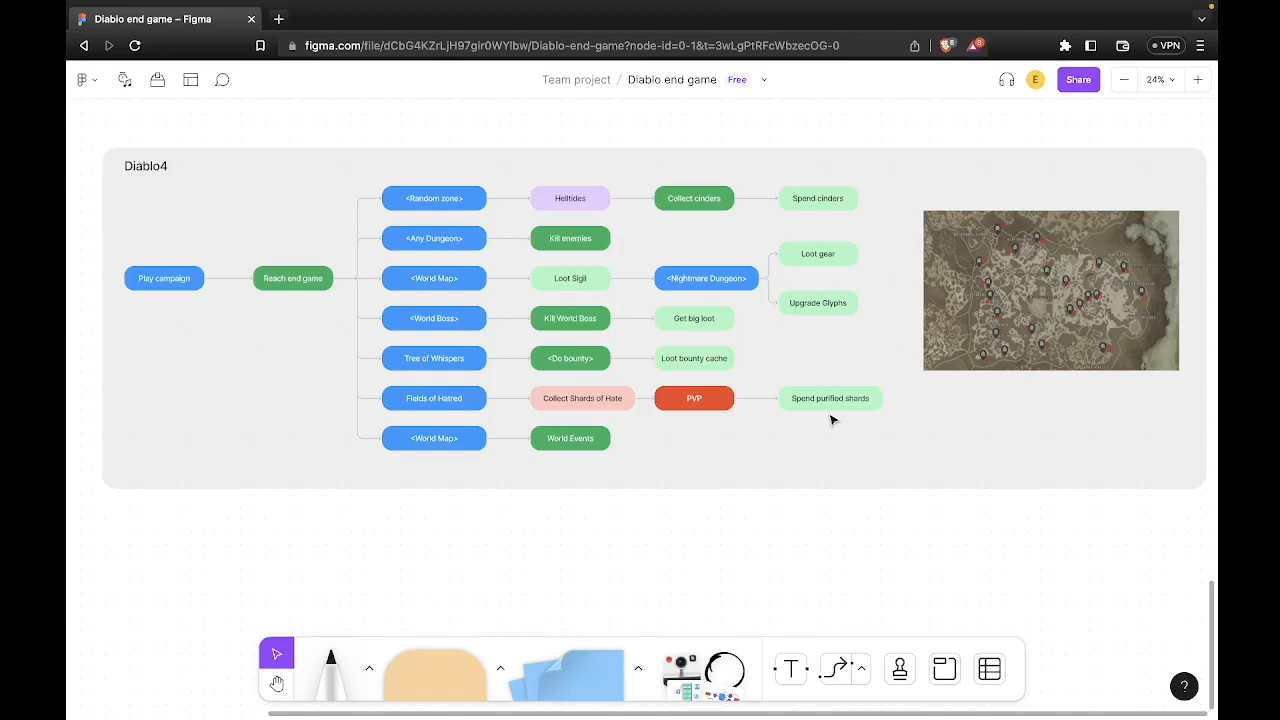 Diablo end game – Figma
figma.com/file/dCbG4KZrLjH97gir0WYlbw/Diablo-end-game?node-id=0-1&t=3wLgPtRFcWbzecOG-0
VPN
Team project / Diablo end game Free
E
Share
24%
Diablo4
<Random zone>
Helltides
Collect cinders
Spend cinders
<Any Dungeon>
Kill enemies
Loot gear
Play campaign
Reach end game
<World Map>
Loot Sigil
<Nightmare Dungeon>
Upgrade Glyphs
<World Boss>
Kill World Boss
Get big loot
Tree of Whispers
<Do bounty>
Loot bounty cache
Fields of Hatred
Collect Shards of Hate
PVP
Spend purified shards
<World Map>
World Events
T
?